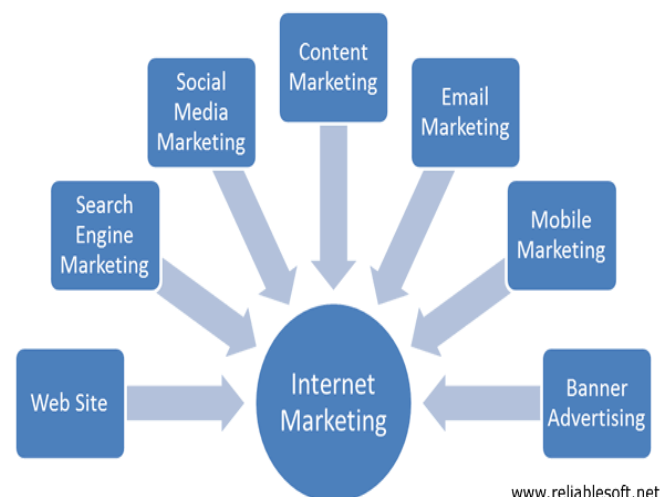 Content
Marketing
Social
Media
Marketing
Email
Marketing
Search
Engine
Marketing
Mobile
Marketing
Web Site
Internet
Marketing
Banner
Advertising
www.reliablesoft.net